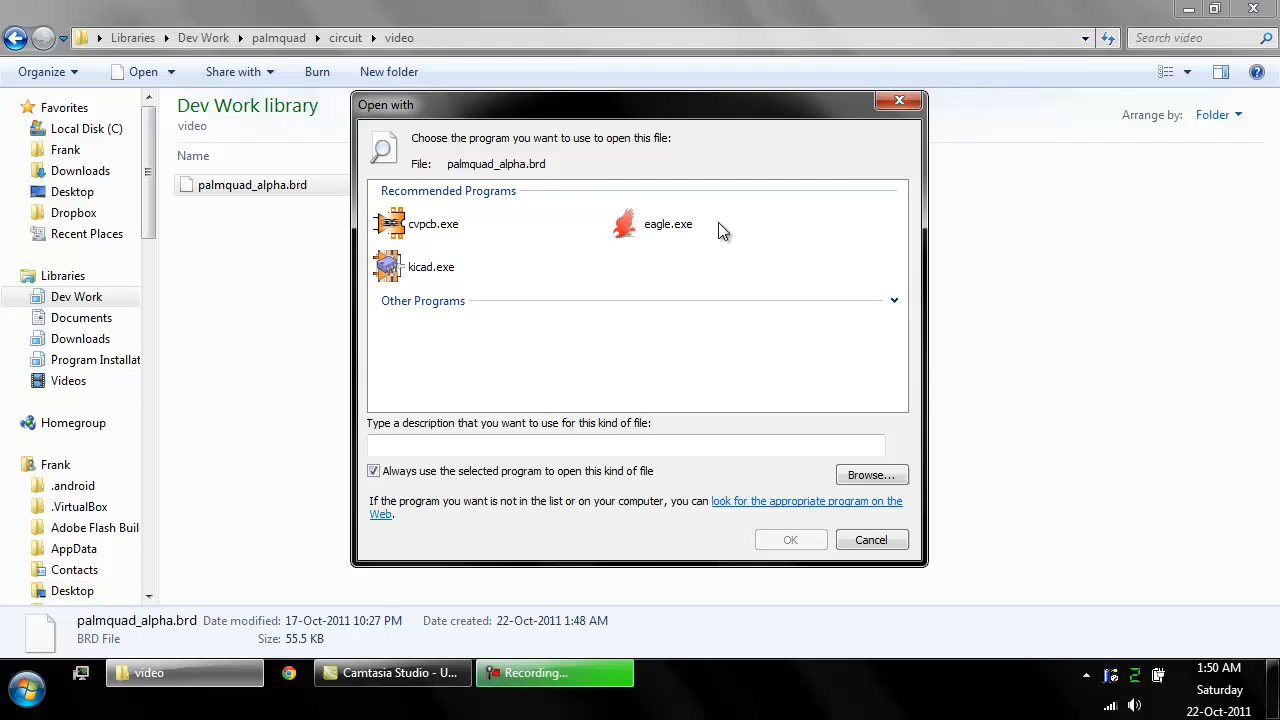 Libraries
Dev Work
palmquad
circuit
video
Search video
Organize
Open
Share with
Burn
New folder
Favorites
Local Disk (C)
Frank
Downloads
Desktop
Dropbox
Recent Places
Libraries
Dev Work
Documents
Downloads
Program Installat
Videos
Homegroup
Frank
.android
.VirtualBox
Adobe Flash Buil
AppData
Contacts
Desktop
Dev Work library
video
Arrange by: Folder
Name
palmquad_alpha.brd
Open with
Choose the program you want to use to open this file:
File: palmquad_alpha.brd
Recommended Programs
cvpcb.exe
eagle.exe
kicad.exe
Other Programs
Type a description that you want to use for this kind of file:
Always use the selected program to open this kind of file
Browse...
If the program you want is not in the list or on your computer, you can look for the appropriate program on the
Web.
OK
Cancel
palmquad_alpha.brd Date modified: 17-Oct-2011 10:27 PM Date created: 22-Oct-2011 1:48 AM
BRD File Size: 55.5 KB
video
Camtasia Studio - U...
Recording...
1:50 AM
Saturday
22-Oct-2011